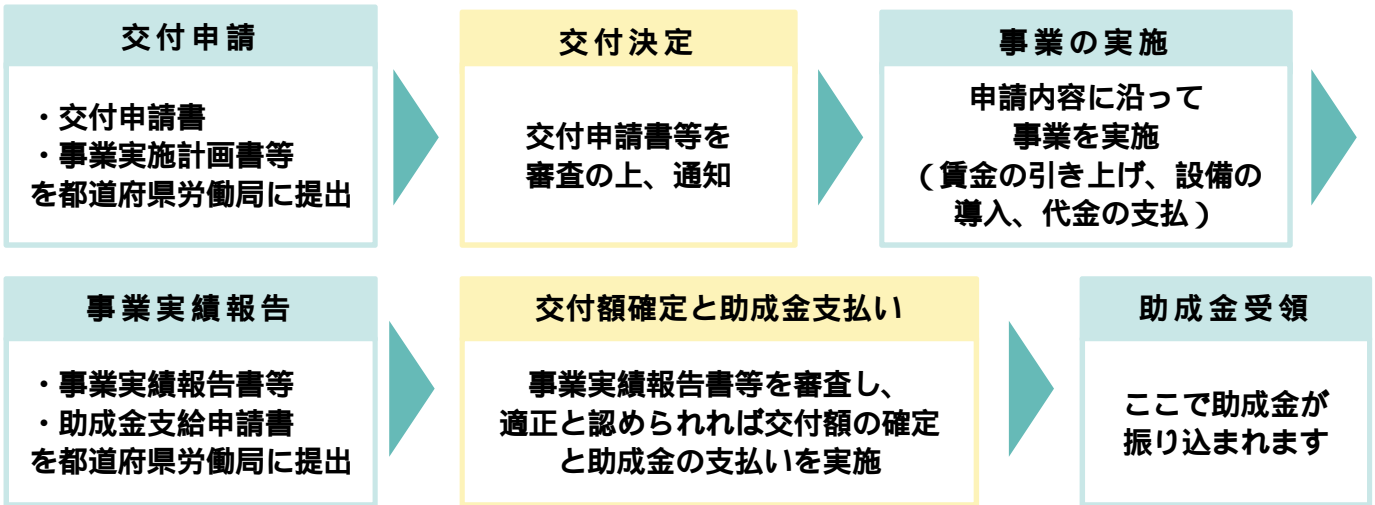 交付申請
・交付申請書
・事業実施計画書等
を都道府県労働局に提出
交付決定
交付申請書等を
審査の上、通知
事業の実施
申請内容に沿って
事業を実施
(賃金の引き上げ、設備の
導入、代金の支払)
事業実績報告
・事業実績報告書等
・助成金支給申請書
を都道府県労働局に提出
交付額確定と助成金支払い
事業実績報告書等を審査し、
適正と認められれば交付額の確定
と助成金の支払いを実施
助成金受領
ここで助成金が
振り込まれます